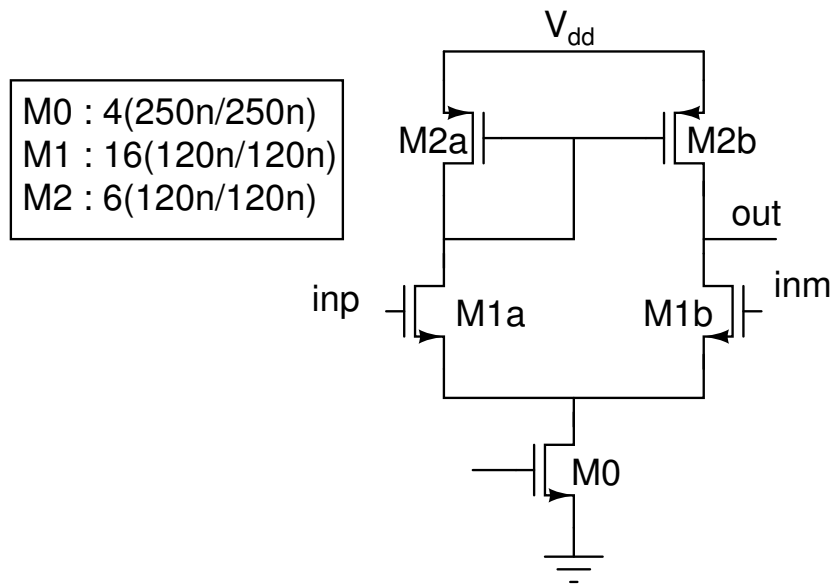 V_dd
M0 : 4(250n/250n)
M1 : 16(120n/120n)
M2 : 6(120n/120n)
M2a
M2b
out
inp
M1a
M1b
inm
M0